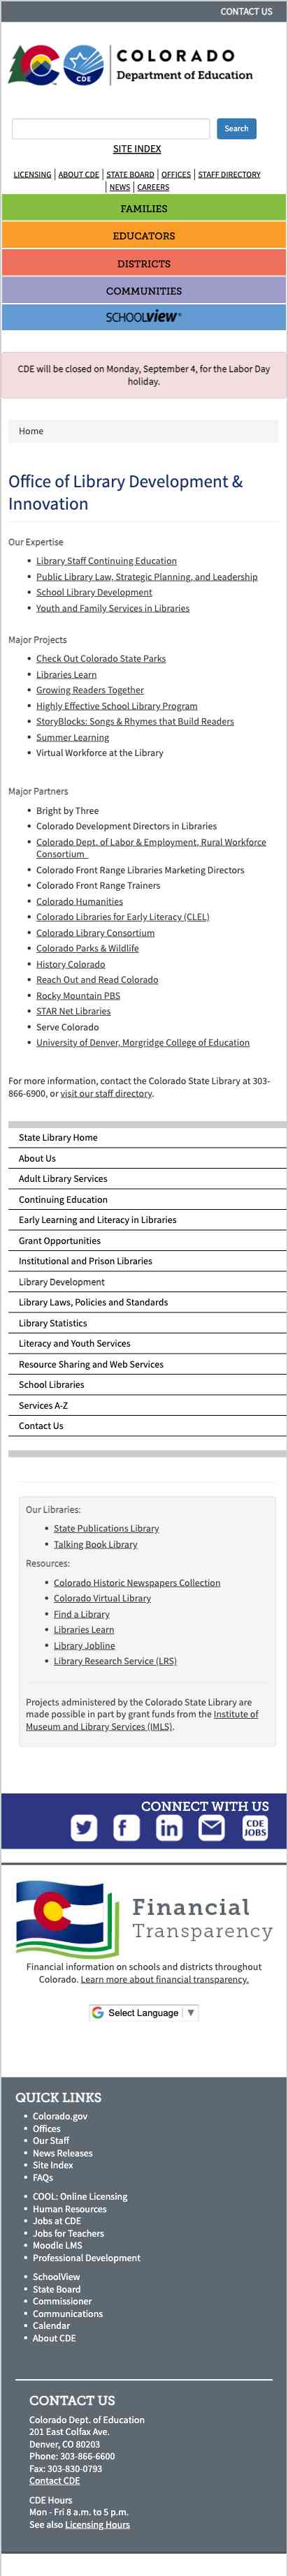 CONTACT US
COLORADO
Department of Education
CDE
Search
SITE INDEX
LICENSING | ABOUT CDE | STATE BOARD | OFFICES | STAFF DIRECTORY
| NEWS | CAREERS
FAMILIES
EDUCATORS
DISTRICTS
COMMUNITIES
SCHOOLVIEW®
CDE will be closed on Monday, September 4, for the Labor Day
holiday.
Home
Office of Library Development &
Innovation
Our Expertise
• Library Staff Continuing Education
• Public Library Law, Strategic Planning, and Leadership
• School Library Development
• Youth and Family Services in Libraries
Major Projects
• Check Out Colorado State Parks
• Libraries Learn
• Growing Readers Together
• Highly Effective School Library Program
• StoryBlocks: Songs & Rhymes that Build Readers
• Summer Learning
• Virtual Workforce at the Library
Major Partners
• Bright by Three
• Colorado Development Directors in Libraries
• Colorado Dept. of Labor & Employment, Rural Workforce
Consortium
• Colorado Front Range Libraries Marketing Directors
• Colorado Front Range Trainers
• Colorado Humanities
• Colorado Libraries for Early Literacy (CLEL)
• Colorado Library Consortium
• Colorado Parks & Wildlife
• History Colorado
• Reach Out and Read Colorado
• Rocky Mountain PBS
• STAR Net Libraries
• Serve Colorado
• University of Denver, Morgridge College of Education
For more information, contact the Colorado State Library at 303-
866-6900, or visit our staff directory.
State Library Home
About Us
Adult Library Services
Continuing Education
Early Learning and Literacy in Libraries
Grant Opportunities
Institutional and Prison Libraries
Library Development
Library Laws, Policies and Standards
Library Statistics
Literacy and Youth Services
Resource Sharing and Web Services
School Libraries
Services A-Z
Contact Us
Our Libraries:
• State Publications Library
• Talking Book Library
Resources:
• Colorado Historic Newspapers Collection
• Colorado Virtual Library
• Find a Library
• Libraries Learn
• Library Jobline
• Library Research Service (LRS)
Projects administered by the Colorado State Library are
made possible in part by grant funds from the Institute of
Museum and Library Services (IMLS).
CONNECT WITH US
CDE
JOBS
Financial
Transparency
Financial information on schools and districts throughout
Colorado. Learn more about financial transparency.
Select Language ▼
QUICK LINKS
• Colorado.gov
• Offices
• Our Staff
• News Releases
• Site Index
• FAQs
• COOL: Online Licensing
• Human Resources
• Jobs at CDE
• Jobs for Teachers
• Moodle LMS
• Professional Development
• SchoolView
• State Board
• Commissioner
• Communications
• Calendar
• About CDE
CONTACT US
Colorado Dept. of Education
201 East Colfax Ave.
Denver, CO 80203
Phone: 303-866-6600
Fax: 303-830-0793
Contact CDE
CDE Hours
Mon - Fri 8 a.m. to 5 p.m.
See also Licensing Hours